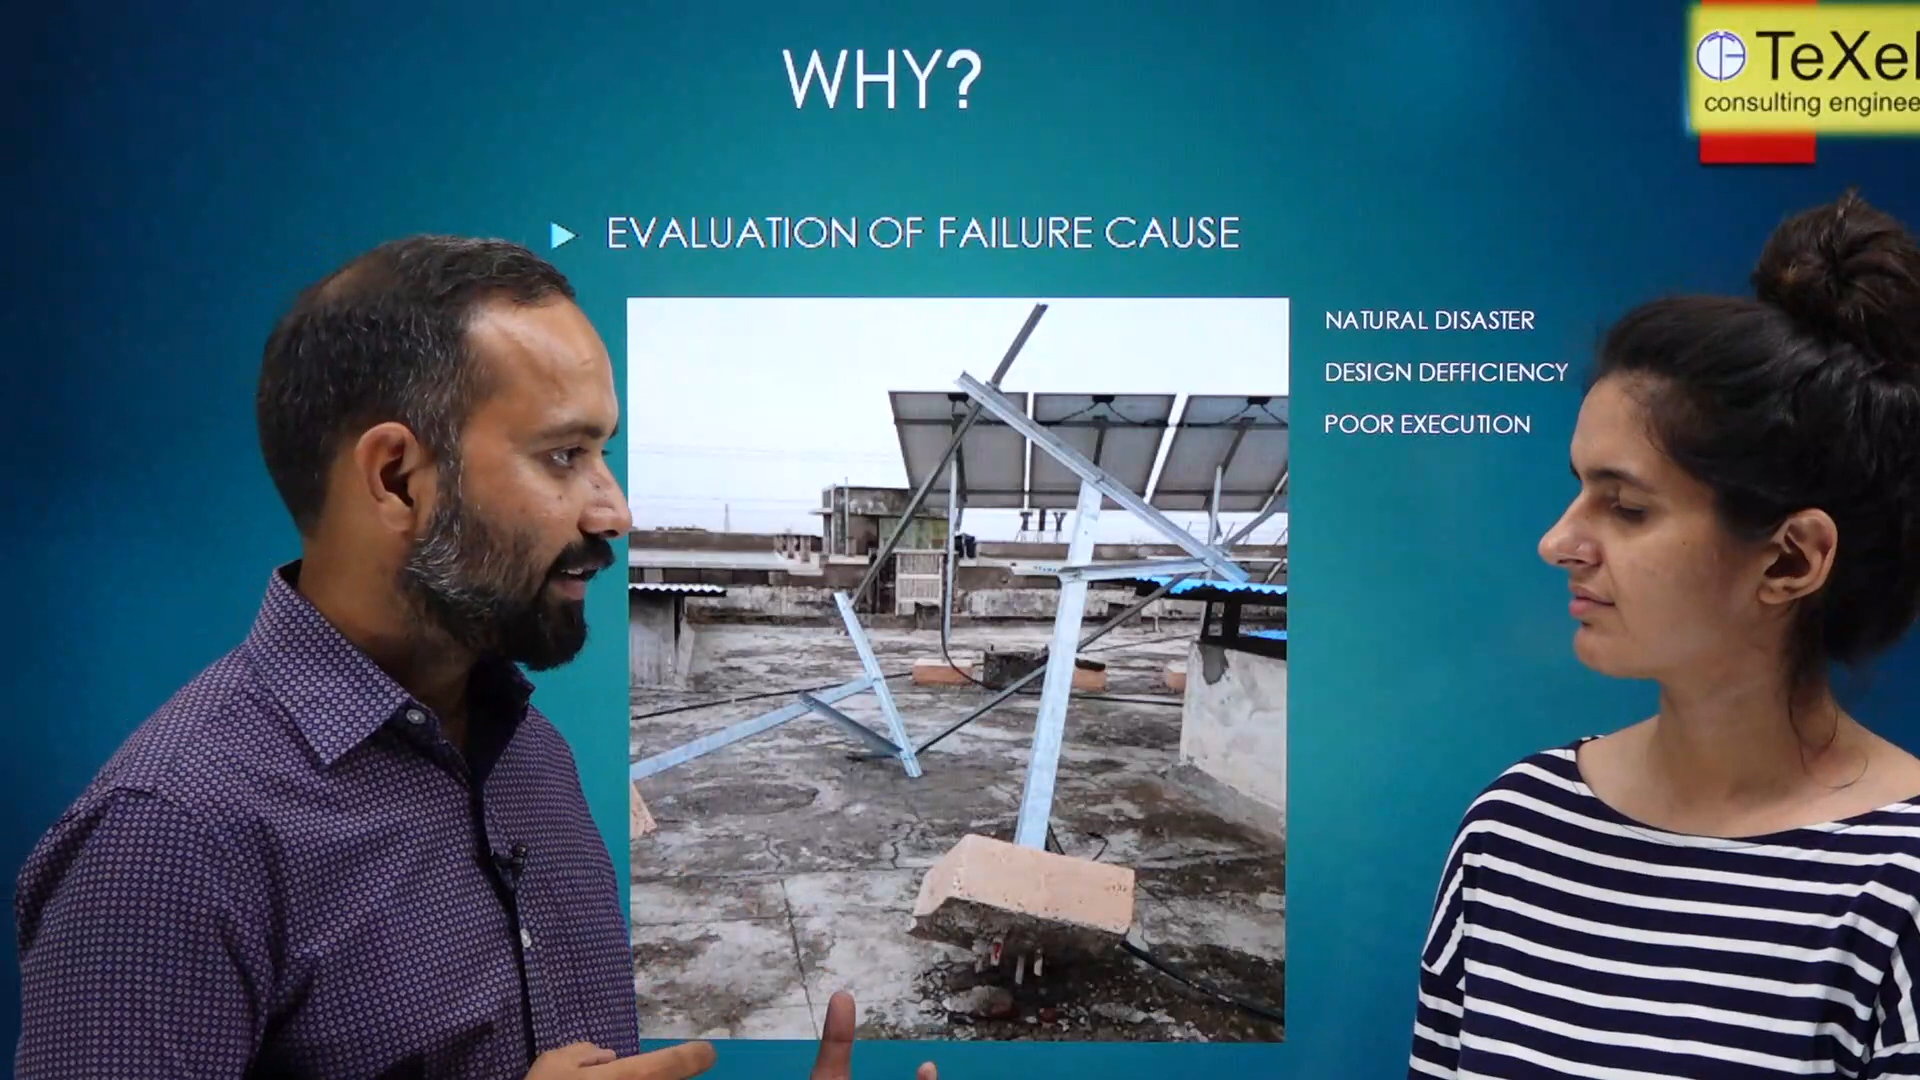 WHY?
TeXel
consulting enginee
EVALUATION OF FAILURE CAUSE
NATURAL DISASTER
DESIGN DEFFICIENCY
POOR EXECUTION